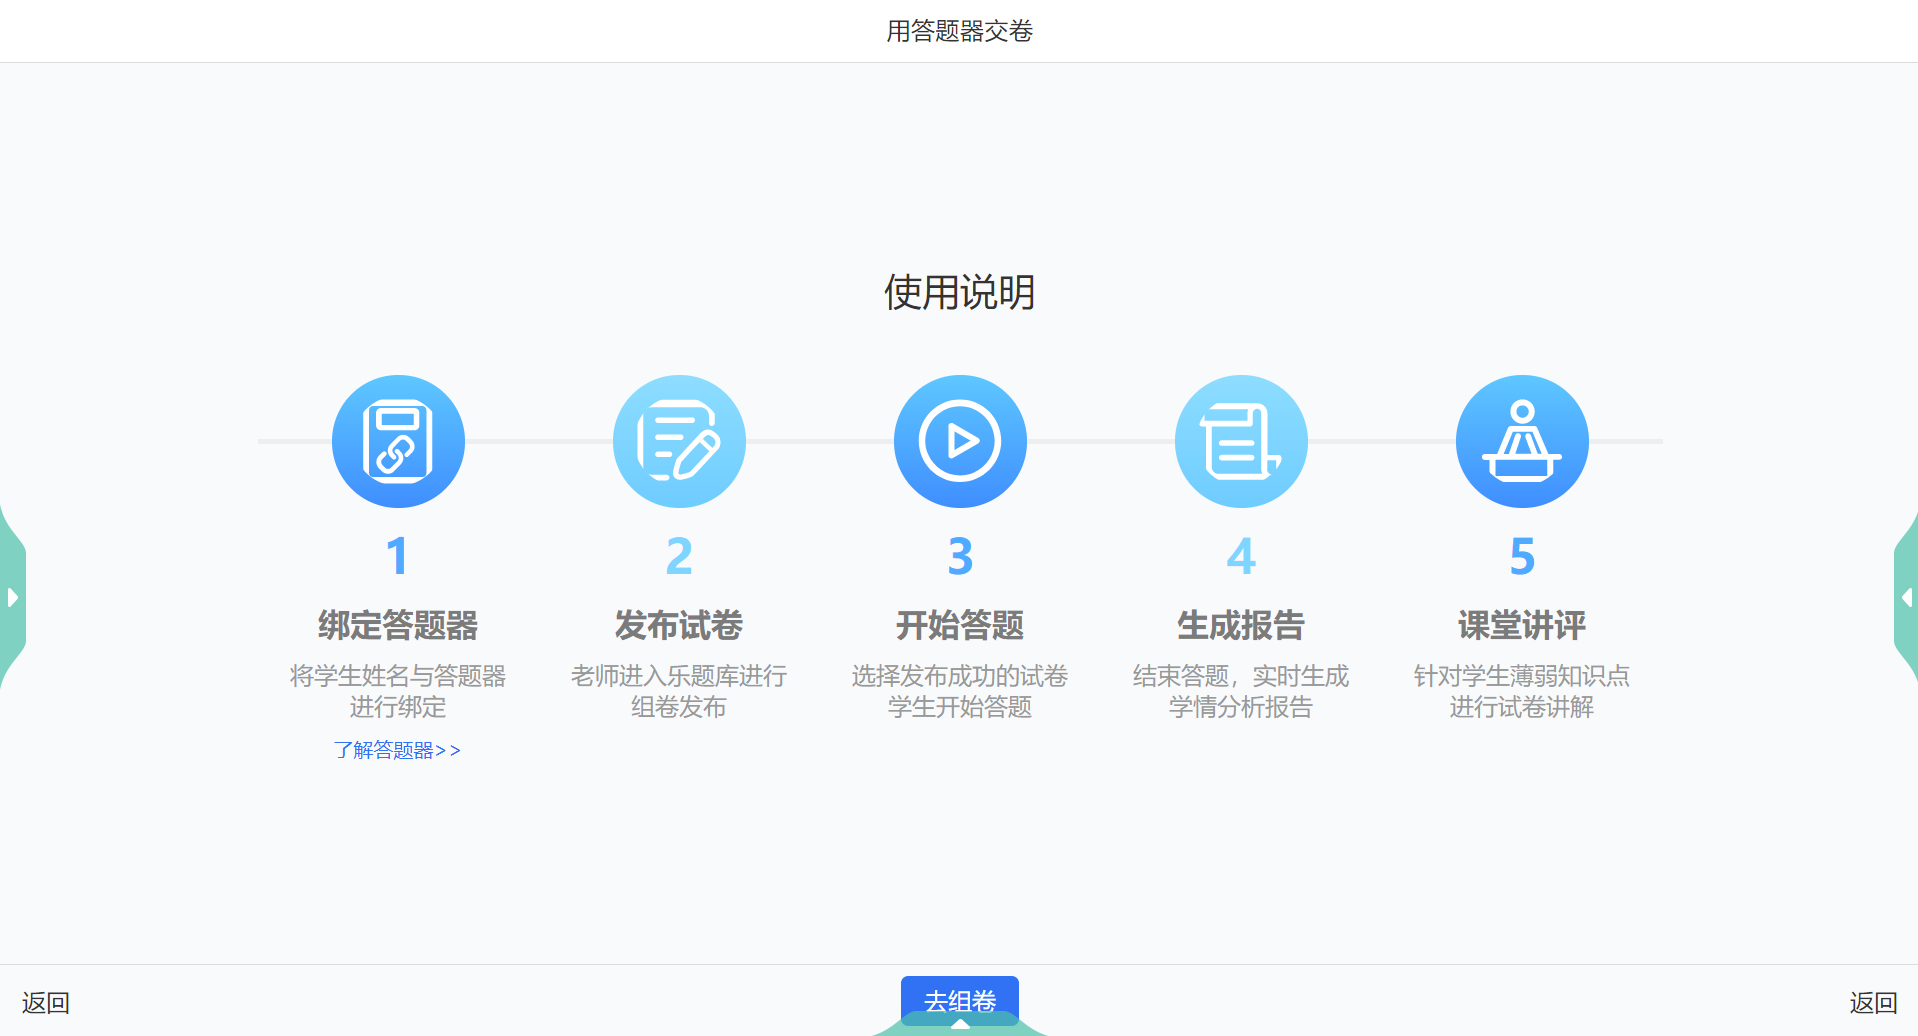 用答题器交卷
使用说明
1
2
3
4
5
绑定答题器
发布试卷
开始答题
生成报告
课堂讲评
将学生姓名与答题器
进行绑定
老师进入乐题库进行
组卷发布
选择发布成功的试卷
学生开始答题
结束答题，实时生成
学情分析报告
针对学生薄弱知识点
进行试卷讲解
了解答题器>>
返回
去组卷
返回